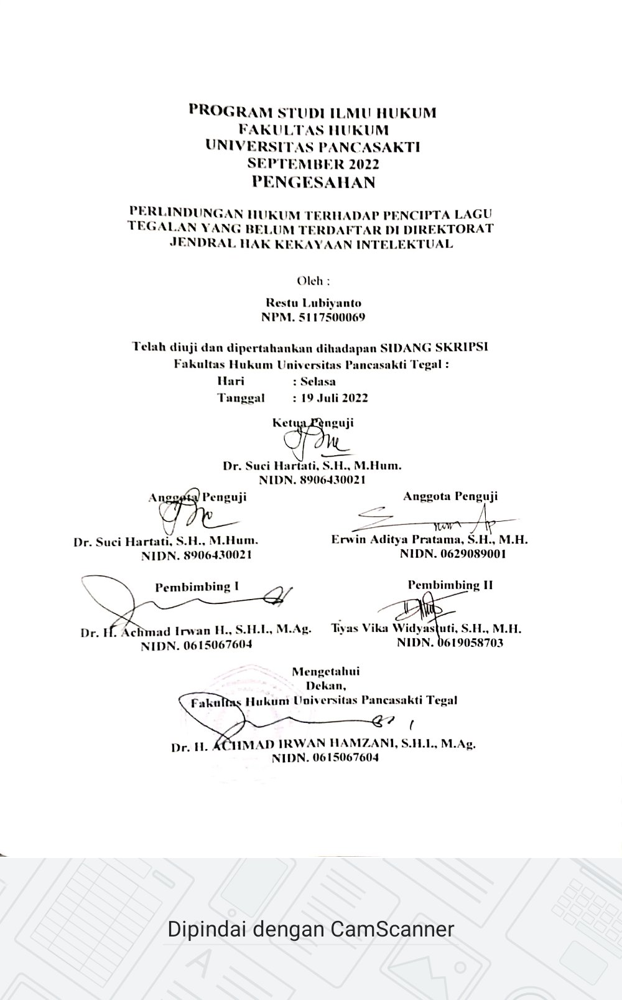 PROGRAM STUDI ILMU HUKUM
FAKULTAS HUKUM
UNIVERSITAS PANCASAKTI
SEPTEMBER 2022
PENGESAHAN
PERLINDUNGAN HUKUM TERHADAP PENCIPTA LAGU
TEGALAN YANG BELUM TERDAFTAR DI DIREKTORAT
JENDRAL HAK KEKAYAAN INTELEKTUAL
Oleh :
Restu Lubiyanto
NPM. 5117500069
Telah diuji dan dipertahankan dihadapan SIDANG SKRIPSI
Fakultas Hukum Universitas Pancasakti Tegal :
Hari : Selasa
Tanggal : 19 Juli 2022
Ketua Penguji
Dr. Suci Hartati, S.H., M.Hum.
NIDN. 8906430021
Anggota Penguji
Dr. Suci Hartati, S.H., M.Hum.
NIDN. 8906430021
Anggota Penguji
Erwin Aditya Pratama, S.H., M.H.
NIDN. 0629089001
Pembimbing I
Dr. H. Achmad Irwan H., S.H.I., M.Ag.
NIDN. 0615067604
Pembimbing II
Tiyas Vika Widyastuti, S.H., M.H.
NIDN. 0619058703
Mengetahui
Dekan,
Fakultas Hukum Universitas Pancasakti Tegal
Dr. H. ACHMAD IRWAN HAMZANI, S.H.I., M.Ag.
NIDN. 0615067604
Dipindai dengan CamScanner